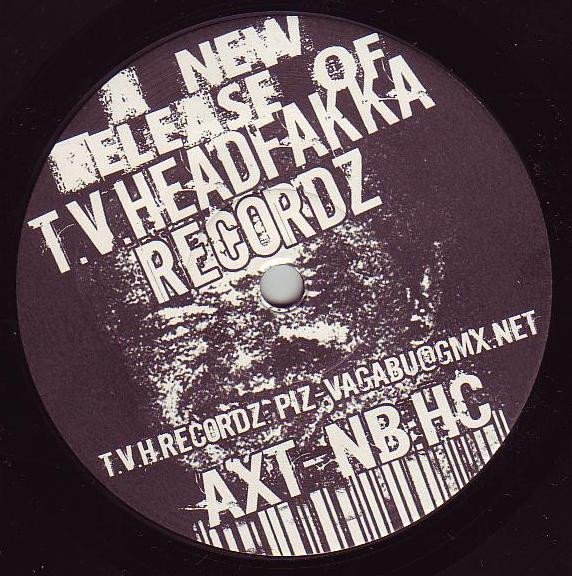 A NEW
RELEASE OF
T.V.HEADFAKKA
RECORDZ
T.V.H.RECORDZ-PIZ-VAGABU@GMX.NET
AXT-NB-HC